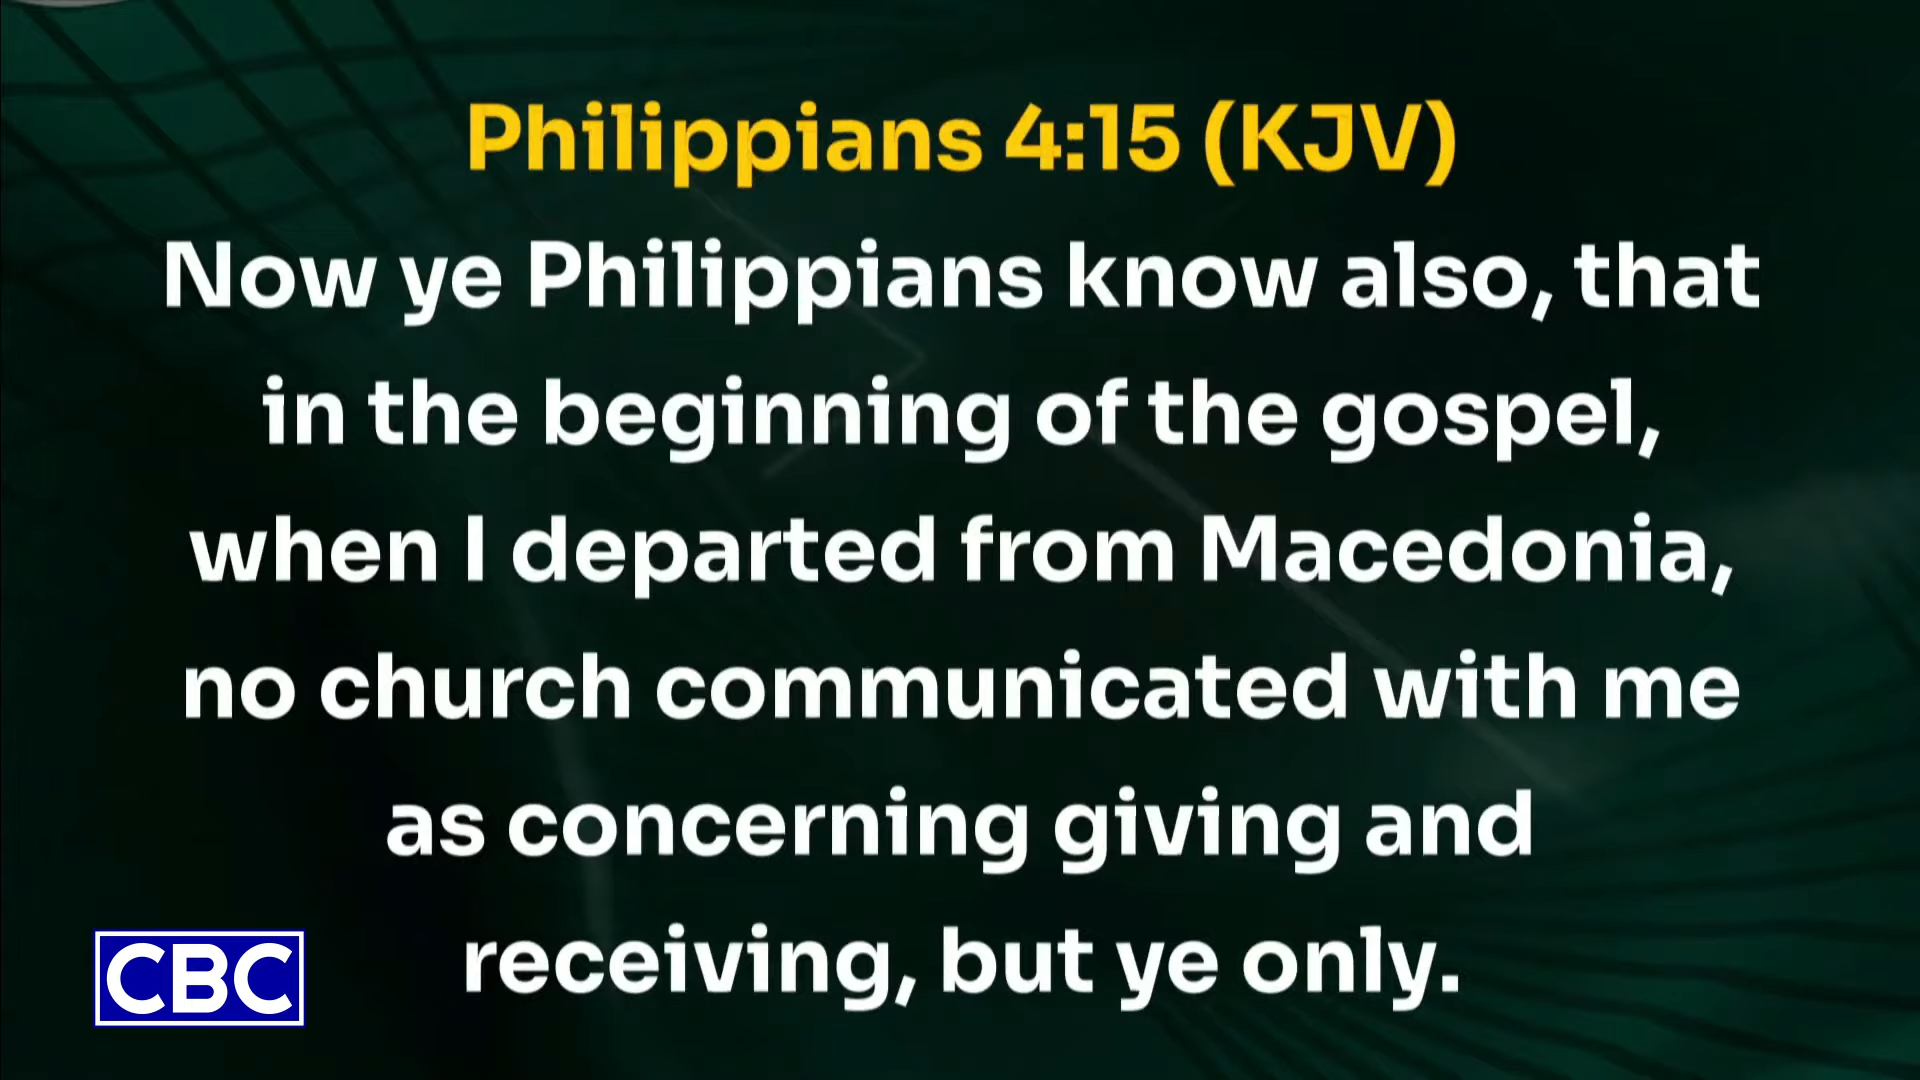 Philippians 4:15 (KJV)
Now ye Philippians know also, that
in the beginning of the gospel,
when I departed from Macedonia,
no church communicated with me
as concerning giving and
receiving, but ye only.
CBC